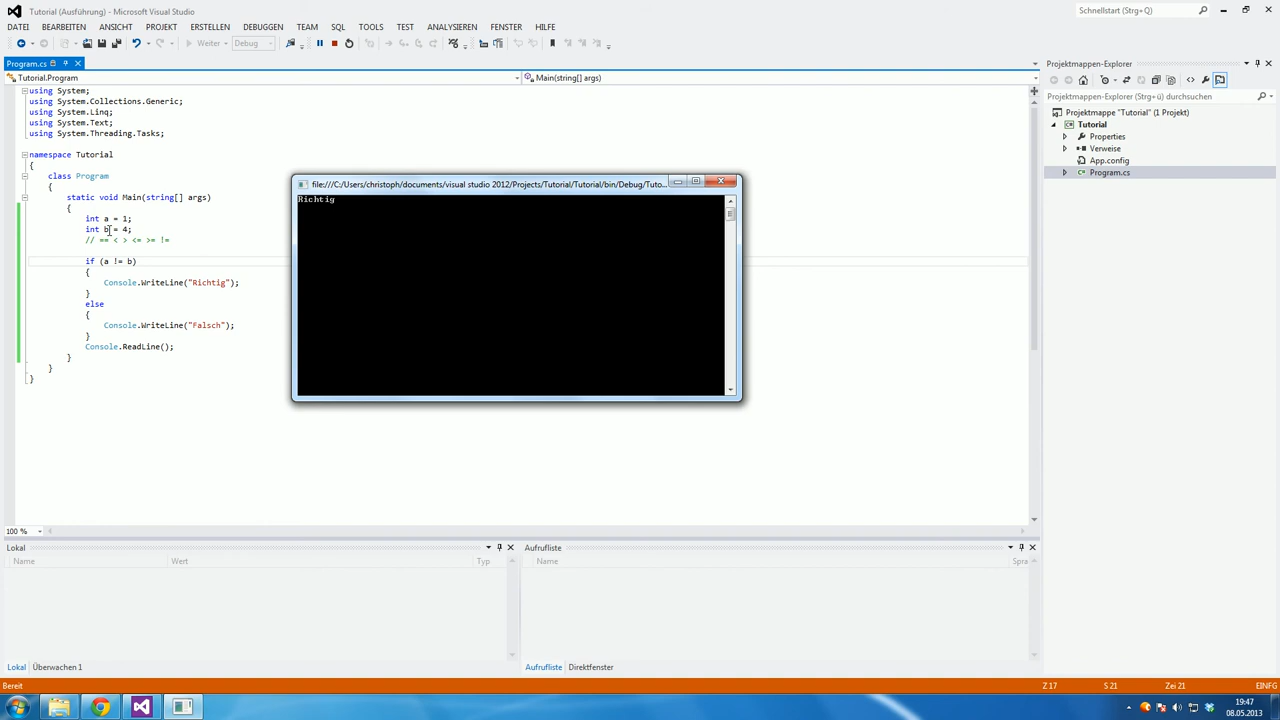 Tutorial (Ausführung) - Microsoft Visual Studio
Schnellstart (Strg+Q)
DATEI BEARBEITEN ANSICHT PROJEKT ERSTELLEN DEBUGGEN TEAM SQL TOOLS TEST ANALYSIEREN FENSTER HILFE
Weiter Debug
Program.cs
Tutorial.Program
Main(string[] args)
using System;
using System.Collections.Generic;
using System.Linq;
using System.Text;
using System.Threading.Tasks;
namespace Tutorial
{
class Program
{
static void Main(string[] args)
{
int a = 1;
int b = 4;
// == < > <= >= !=
if (a != b)
{
Console.WriteLine("Richtig");
}
else
{
Console.WriteLine("Falsch");
}
Console.ReadLine();
}
}
}
file:///C:/Users/christoph/documents/visual studio 2012/Projects/Tutorial/Tutorial/bin/Debug/Tuto...
Richtig
Projektmappen-Explorer
Projektmappen-Explorer (Strg+ü) durchsuchen
Projektmappe "Tutorial" (1 Projekt)
Tutorial
Properties
Verweise
App.config
Program.cs
100 %
Lokal
Name Wert Typ
Lokal Überwachen 1
Aufrufliste
Name Spra
Aufrufliste Direktfenster
Bereit Z 17 S 21 Zei 21 EINFG
19:47
08.05.2013